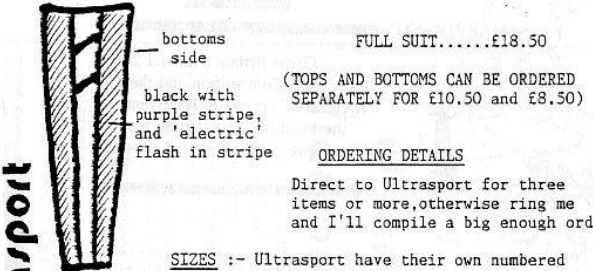 bottoms
side
black with
purple stripe,
and 'electric'
flash in stripe
FULL SUIT......£18.50
(TOPS AND BOTTOMS CAN BE ORDERED
SEPARATELY FOR £10.50 and £8.50)
ORDERING DETAILS
Direct to Ultrasport for three
items or more,otherwise ring me
and I'll compile a big enough ord
SIZES :- Ultrasport have their own numbered
sport